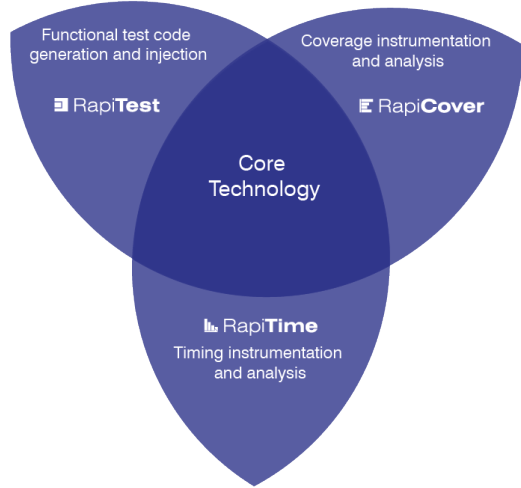 Functional test code
generation and injection
RapiTest
Coverage instrumentation
and analysis
RapiCover
Core
Technology
RapiTime
Timing instrumentation
and analysis